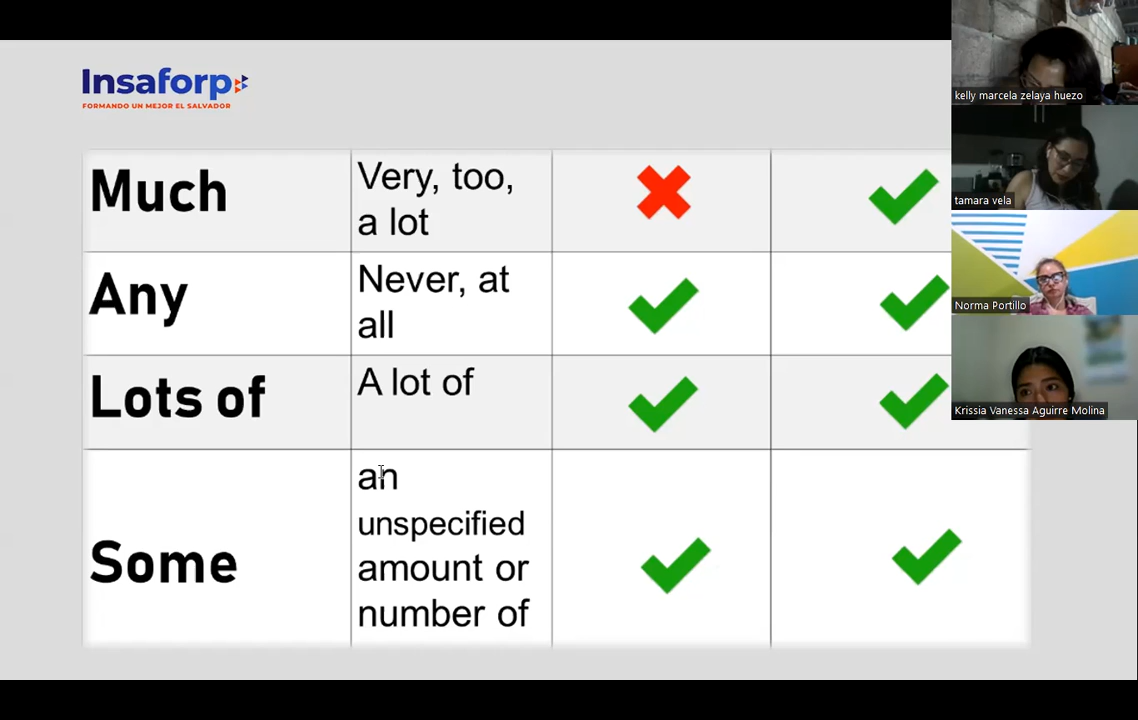 Insaforp
FORMANDO UN MEJOR EL SALVADOR
Much
Very, too,
a lot
Any
Never, at
all
Lots of
A lot of
Some
an
unspecified
amount or
number of
kelly marcela zelaya huezo
tamara vela
Norma Portillo
Krissia Vanessa Aguirre Molina